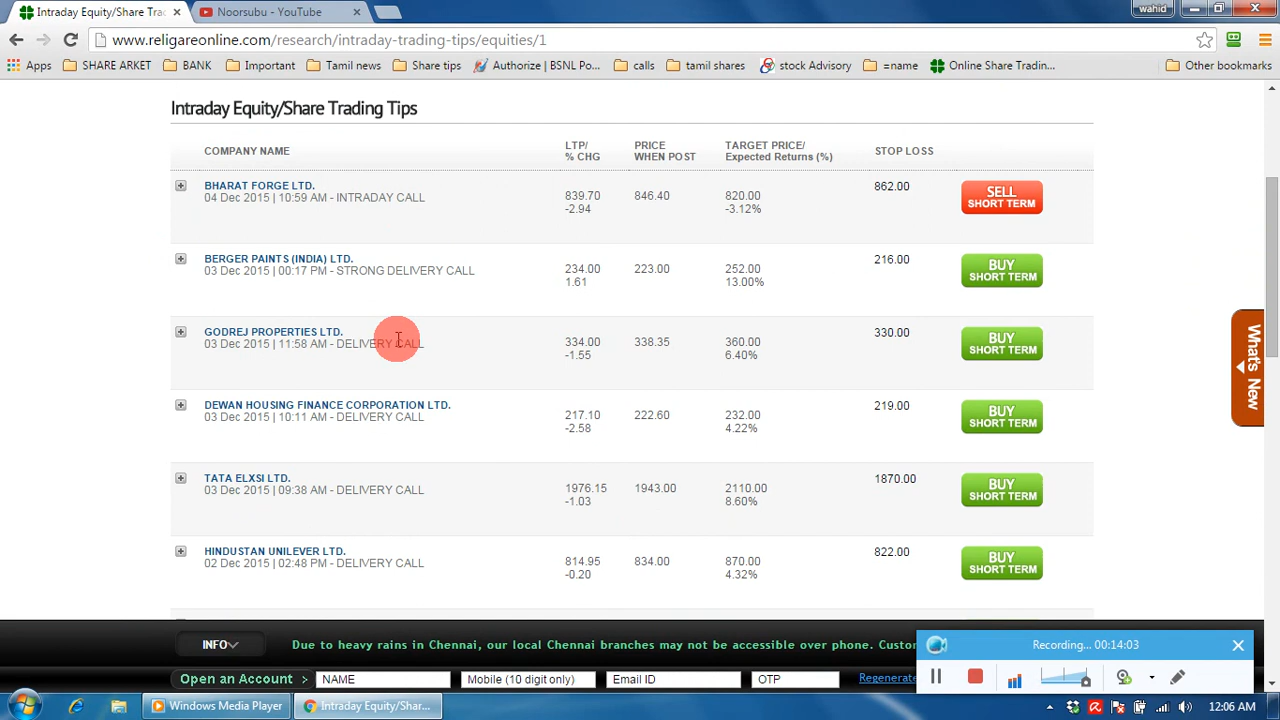 Intraday Equity/Share Trac
Noorsubu - YouTube
wahid
www.religareonline.com/research/intraday-trading-tips/equities/1
Apps SHARE ARKET BANK Important Tamil news Share tips Authorize | BSNL Po... calls tamil shares stock Advisory =name Online Share Tradin... Other bookmarks
Intraday Equity/Share Trading Tips
COMPANY NAME LTP/ % CHG PRICE WHEN POST TARGET PRICE/ Expected Returns (%) STOP LOSS
BHARAT FORGE LTD. 862.00 SELL
04 Dec 2015 | 10:59 AM - INTRADAY CALL 839.70 846.40 820.00 SHORT TERM
-2.94 -3.12%
BERGER PAINTS (INDIA) LTD. 216.00 BUY
03 Dec 2015 | 00:17 PM - STRONG DELIVERY CALL 234.00 223.00 252.00 SHORT TERM
1.61 13.00%
GODREJ PROPERTIES LTD. 330.00 BUY
03 Dec 2015 | 11:58 AM - DELIVERY CALL 334.00 338.35 360.00 SHORT TERM
-1.55 6.40%
DEWAN HOUSING FINANCE CORPORATION LTD. 219.00 BUY
03 Dec 2015 | 10:11 AM - DELIVERY CALL 217.10 222.60 232.00 SHORT TERM
-2.58 4.22%
TATA ELXSI LTD. 1870.00 BUY
03 Dec 2015 | 09:38 AM - DELIVERY CALL 1976.15 1943.00 2110.00 SHORT TERM
-1.03 8.60%
HINDUSTAN UNILEVER LTD. 822.00 BUY
02 Dec 2015 | 02:48 PM - DELIVERY CALL 814.95 834.00 870.00 SHORT TERM
-0.20 4.32%
What's New
INFO Due to heavy rains in Chennai, our local Chennai branches may not be accessible over phone. Custom
Recording... 00:14:03
Open an Account > NAME Mobile (10 digit only) Email ID OTP Regenerate
Windows Media Player Intraday Equity/Shar... 12:06 AM